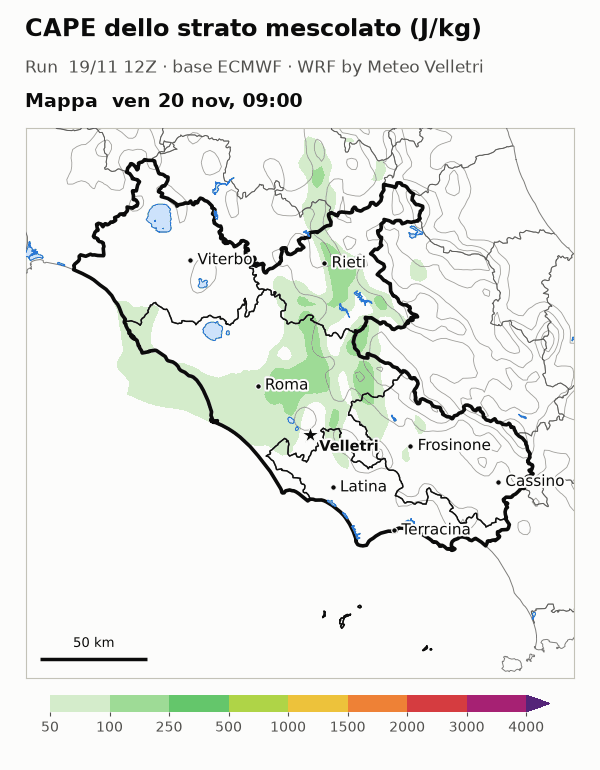 CAPE dello strato mescolato (J/kg)
Run 19/11 12Z · base ECMWF · WRF by Meteo Velletri
Mappa ven 20 nov, 09:00
Viterbo
Rieti
Roma
Velletri
Frosinone
Cassino
Latina
Terracina
50 km
50 100 250 500 1000 1500 2000 3000 4000